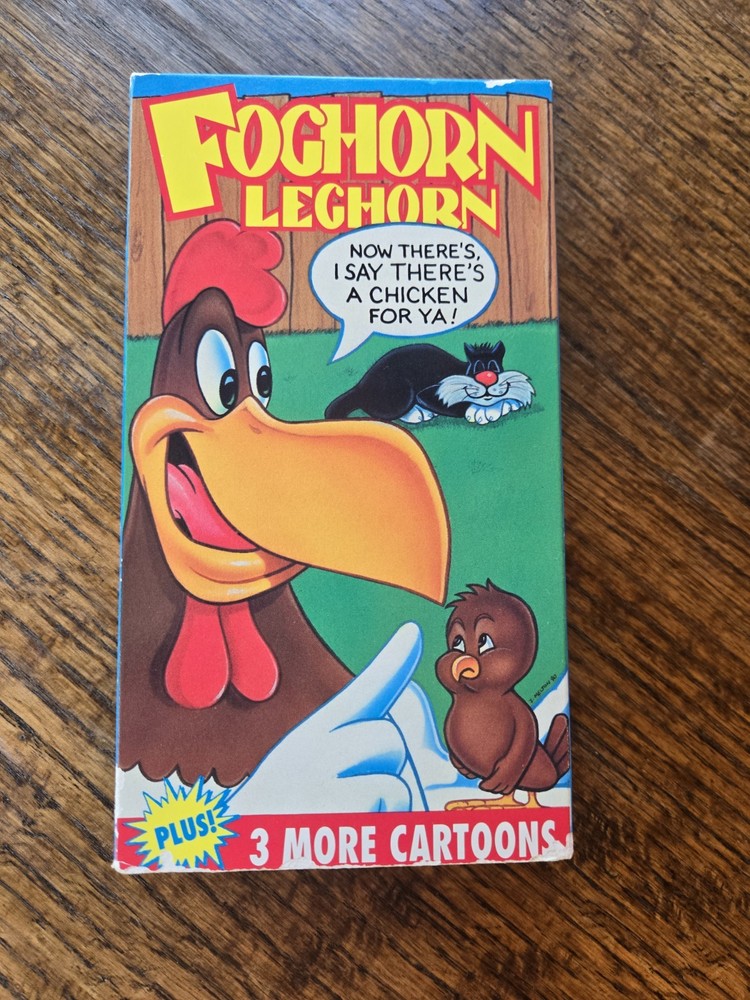 FOGHORN
LEGHORN
NOW THERE'S,
I SAY THERE'S
A CHICKEN
FOR YA!
PLUS!
3 MORE CARTOONS